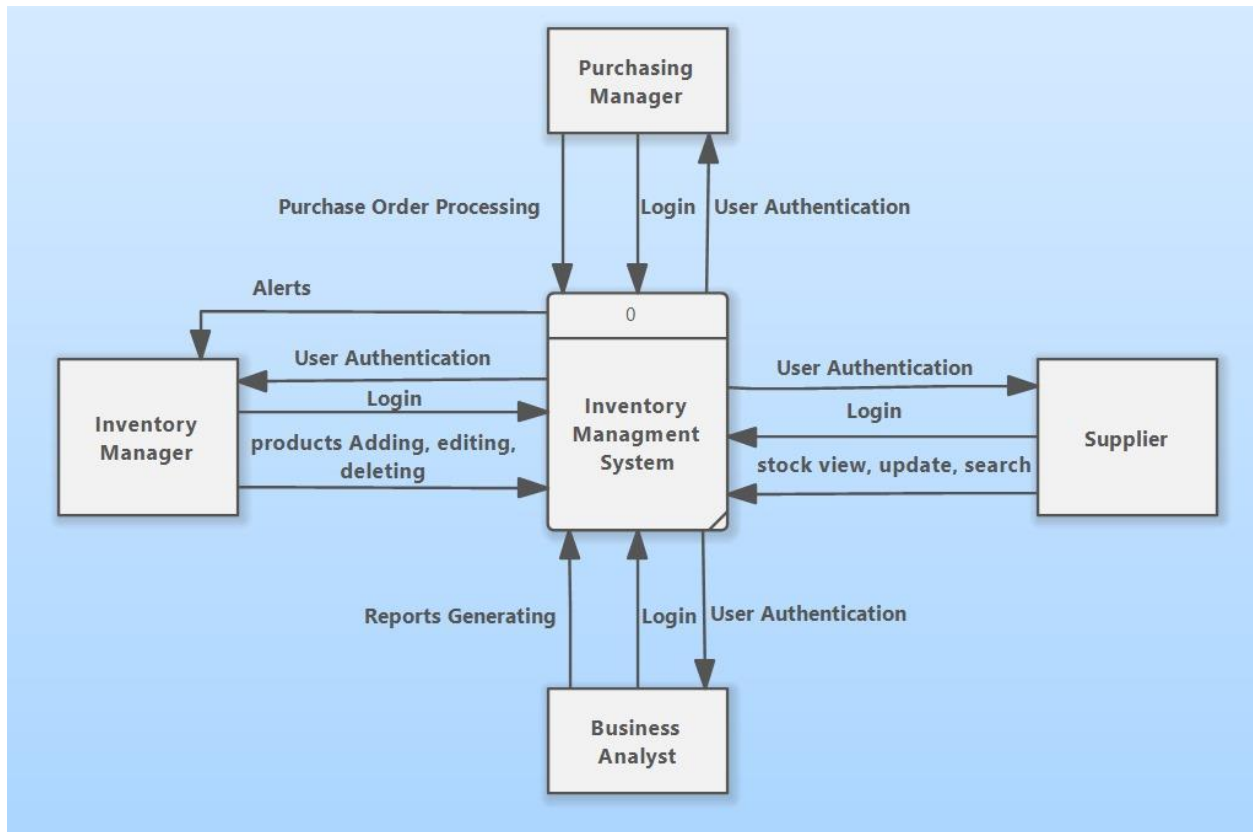 Purchasing
Manager
Purchase Order Processing
Login
User Authentication
Alerts
0
User Authentication
Login
products Adding, editing,
deleting
Inventory
Manager
Inventory
Managment
System
User Authentication
Login
stock view, update, search
Supplier
Reports Generating
Login
User Authentication
Business
Analyst